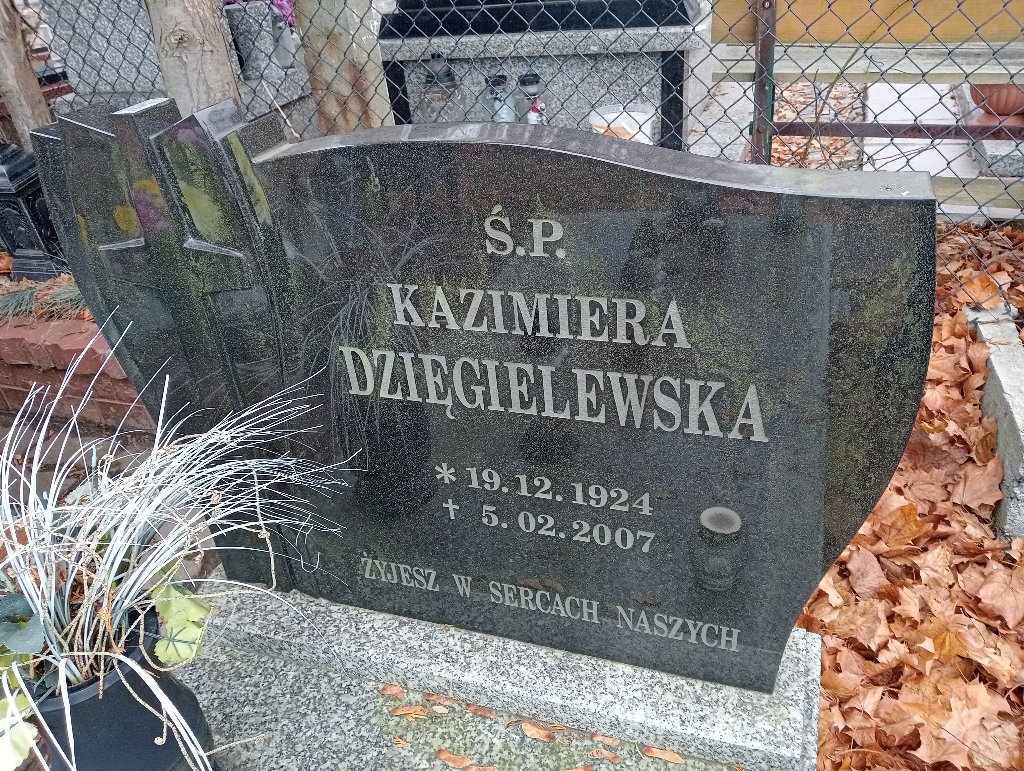 Ś.P.
KAZIMIERA
DZIĘGIELEWSKA
* 19.12.1924
✝ 5.02.2007
ŻYJESZ W SERCACH NASZYCH